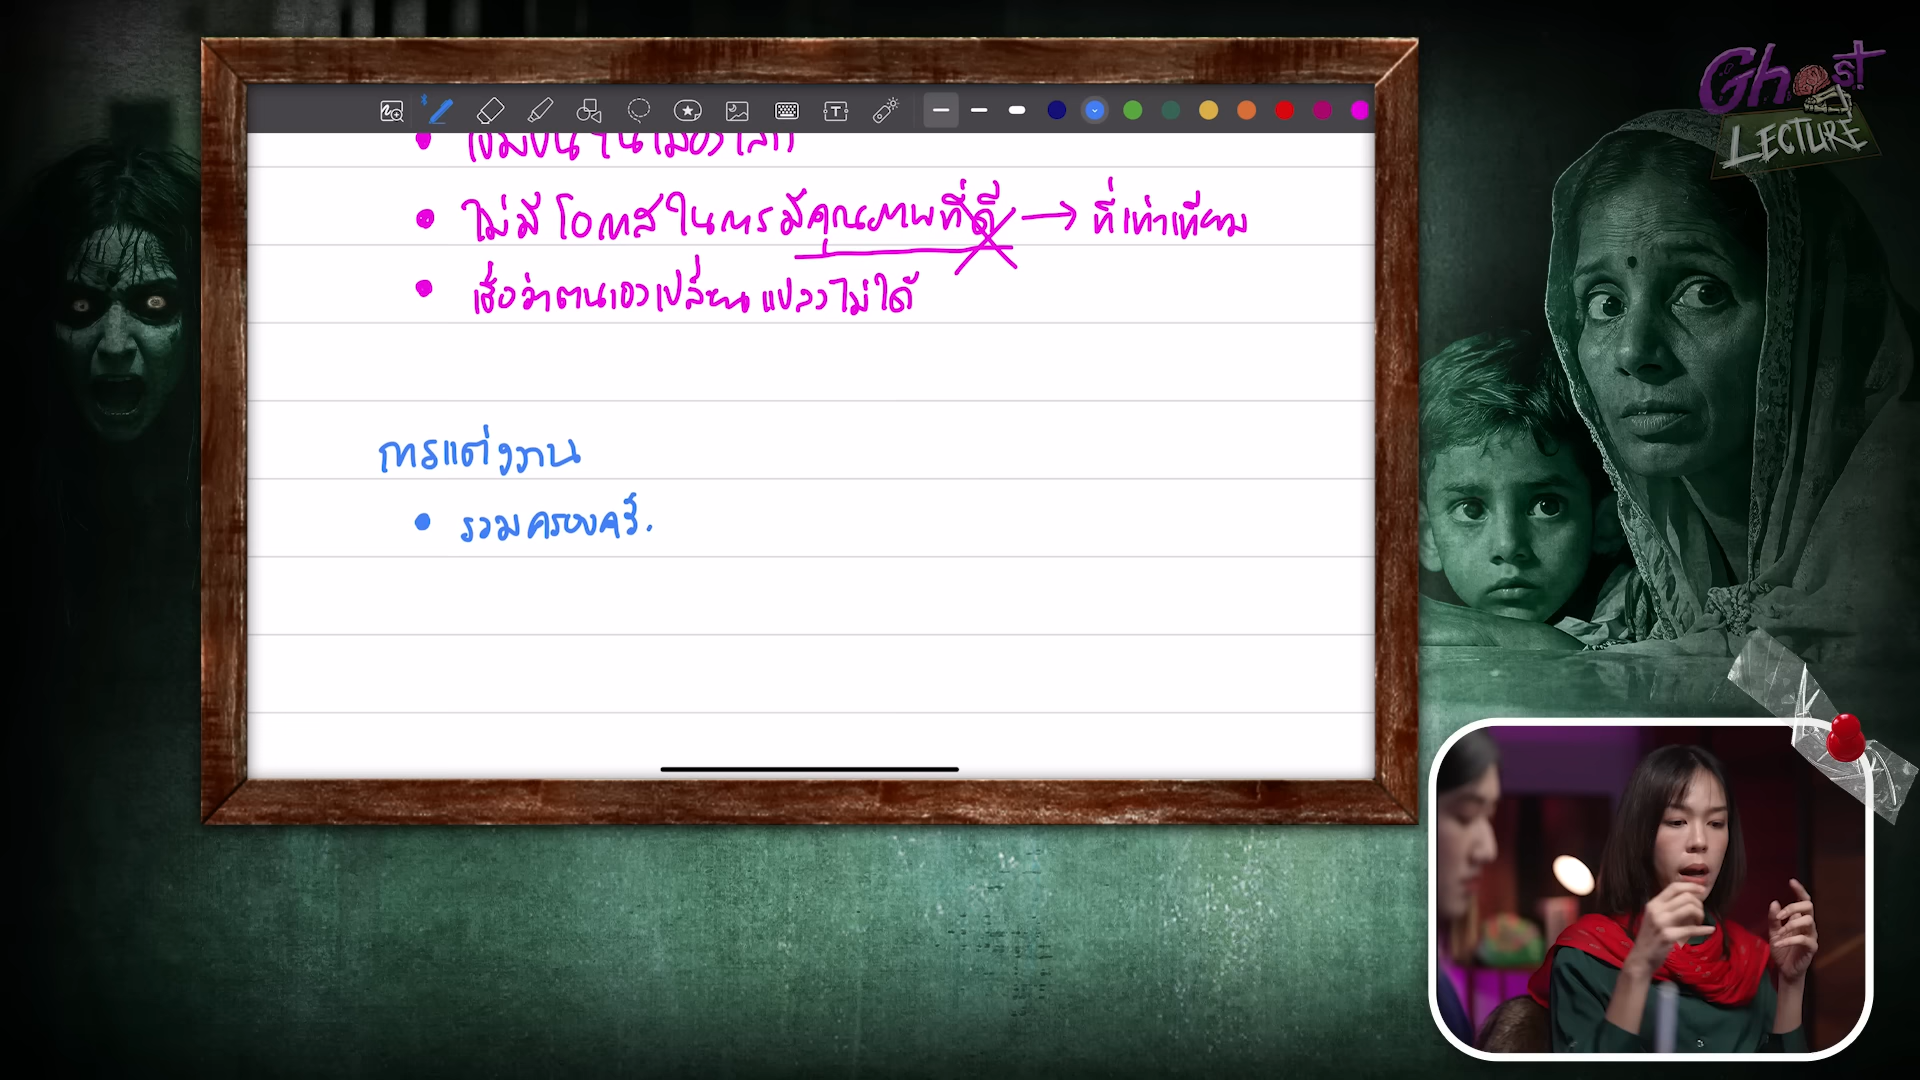 Ghost
LECTURE
ไม่มีโอกาสในการมีคุณภาพที่ดี → ที่เท่าเทียม
เชื่อว่าตนเองเปลี่ยนแปลงไม่ได้
การแต่งงาน
รวมครอบครั.